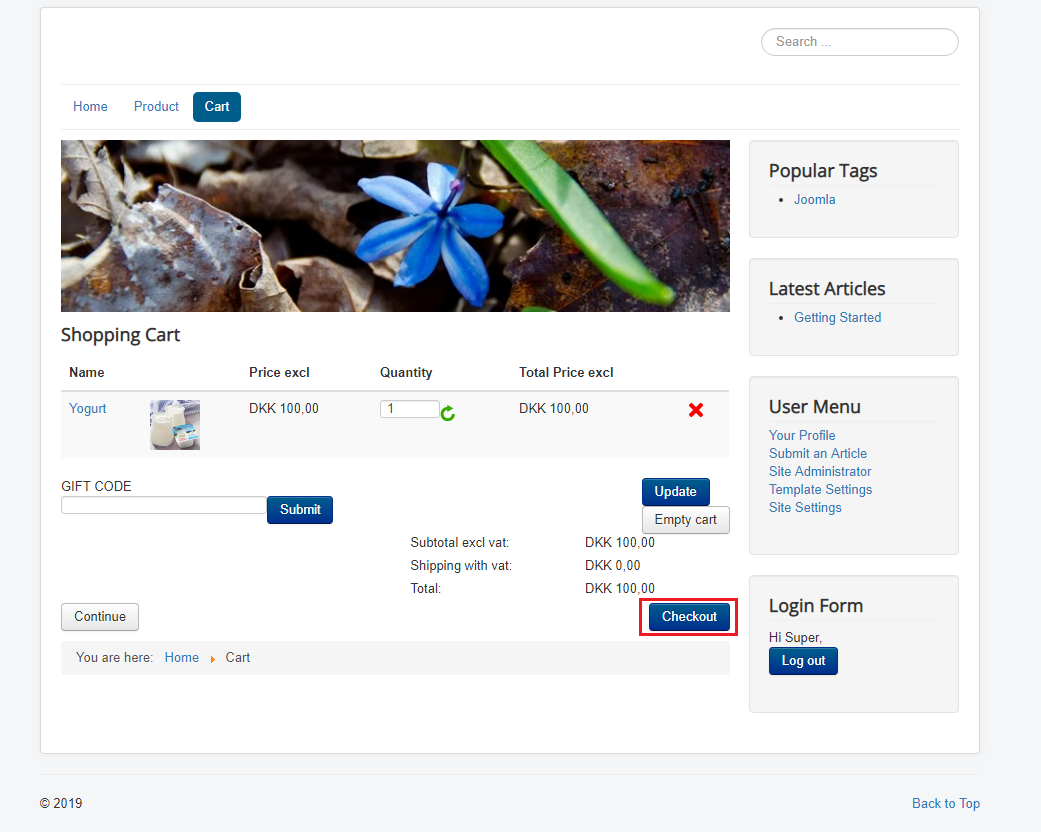 Search ...
Home
Product
Cart
Popular Tags
Joomla
Latest Articles
Getting Started
Shopping Cart
Name Price excl Quantity Total Price excl
Yogurt DKK 100,00 1 DKK 100,00
User Menu
Your Profile
Submit an Article
Site Administrator
Template Settings
Site Settings
GIFT CODE
Submit
Update
Empty cart
Subtotal excl vat: DKK 100,00
Shipping with vat: DKK 0,00
Total: DKK 100,00
Continue
Checkout
Login Form
Hi Super,
Log out
You are here: Home Cart
© 2019
Back to Top